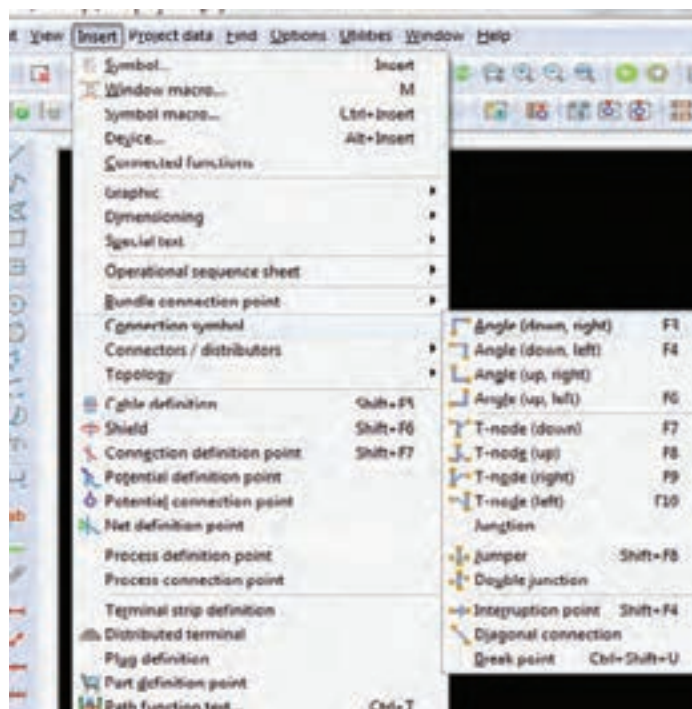 View Insert Project data Find Options Utilities Window Help
Symbol... Insert
Window macro... M
Symbol macro... Ctrl+Insert
Device... Alt+Insert
Connected functions
Graphic
Dimensioning
Special text
Operational sequence sheet
Bundle connection point
Connection symbol
Connectors / distributors
Topology
Cable definition Shift+F5
Shield Shift+F6
Connection definition point Shift+F7
Potential definition point
Potential connection point
Net definition point
Process definition point
Process connection point
Terminal strip definition
Distributed terminal
Plug definition
Part definition point
Path function text... Ctrl+T
Angle (down, right) F3
Angle (down, left) F4
Angle (up, right)
Angle (up, left) F6
T-node (down) F7
T-node (up) F8
T-node (right) F9
T-node (left) F10
Junction
Jumper Shift+F8
Double junction
Interruption point Shift+F4
Diagonal connection
Break point Ctrl+Shift+U
ab